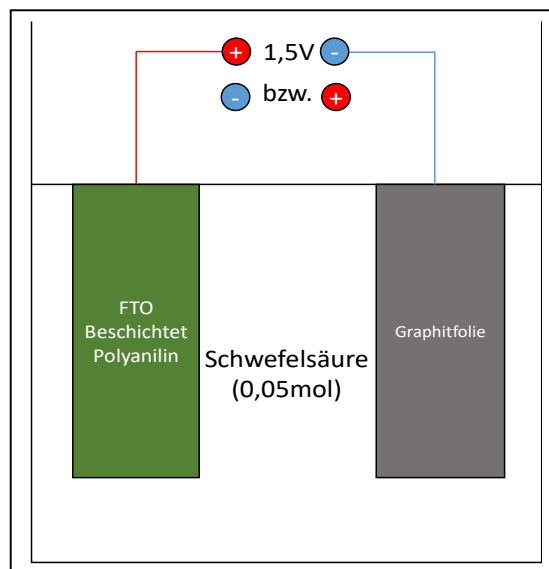 + 1,5V -
- bzw. +
FTO
Beschichtet
Polyanilin
Graphitfolie
Schwefelsäure
(0,05mol)